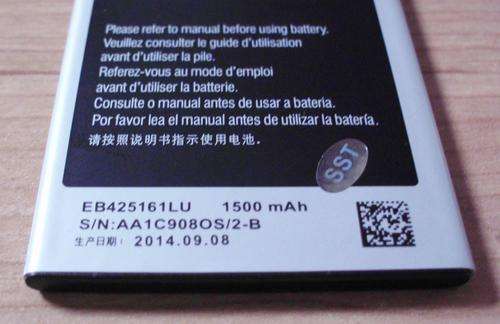 Please refer to manual before using battery.
Veuillez consulter le guide d'utilisation
avant d'utiliser la pile.
Referez-vous au mode d'emploi
avant d'utiliser la batterie.
Consulte o manual antes de usar a bateria.
Por favor lea el manual antes de utilizar la batería.
请按照说明书指示使用电池。
SST
EB425161LU 1500 mAh
S/N:AA1C908OS/2-B
生产日期: 2014.09.08